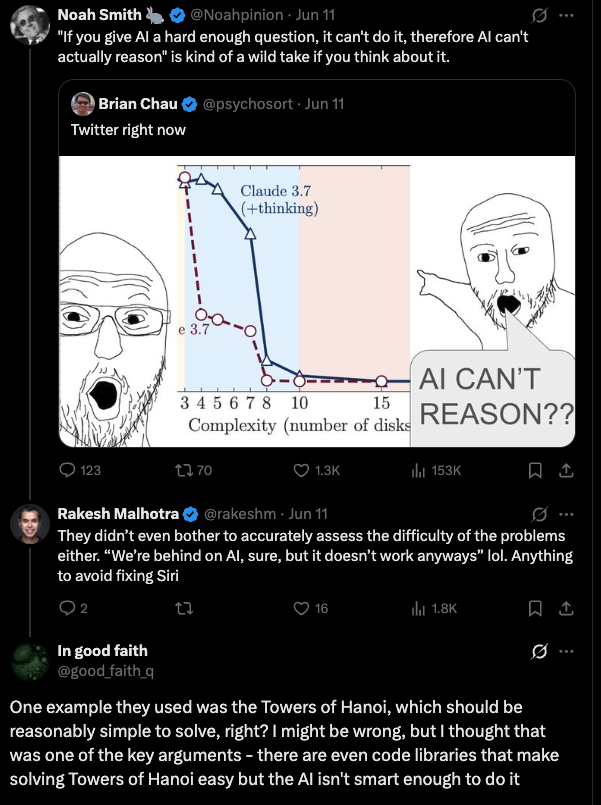 Noah Smith 🐇 @Noahpinion · Jun 11
"If you give AI a hard enough question, it can't do it, therefore AI can't
actually reason" is kind of a wild take if you think about it.
Brian Chau @psychosort · Jun 11
Twitter right now
Claude 3.7
(+thinking)
e 3.7
AI CAN'T
REASON??
3 4 5 6 7 8 10 15
Complexity (number of disks
123 70 1.3K 153K
Rakesh Malhotra @rakeshm · Jun 11
They didn't even bother to accurately assess the difficulty of the problems
either. "We're behind on AI, sure, but it doesn't work anyways" lol. Anything
to avoid fixing Siri
2 16 1.8K
In good faith
@good_faith_q
One example they used was the Towers of Hanoi, which should be
reasonably simple to solve, right? I might be wrong, but I thought that
was one of the key arguments - there are even code libraries that make
solving Towers of Hanoi easy but the AI isn't smart enough to do it